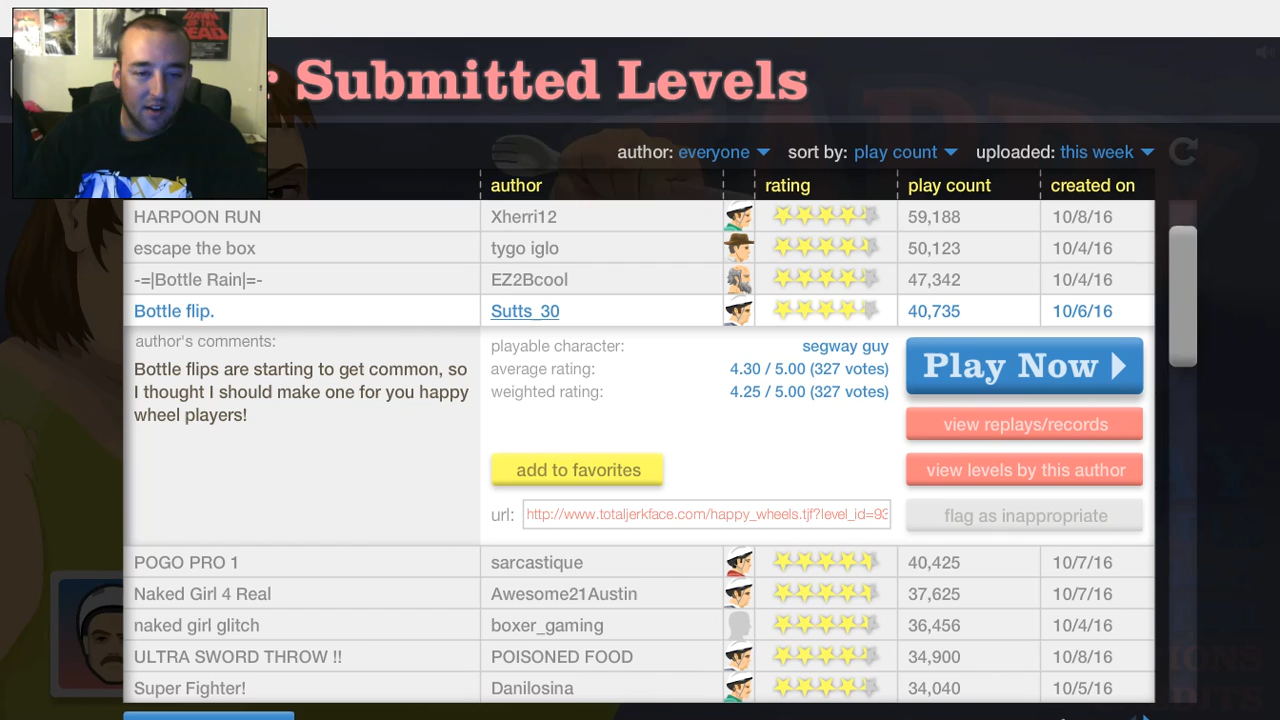 DAWN
OF THE
DEAD
r Submitted Levels
author: everyone sort by: play count uploaded: this week
author rating play count created on
HARPOON RUN Xherri12 59,188 10/8/16
escape the box tygo iglo 50,123 10/4/16
-=|Bottle Rain|=- EZ2Bcool 47,342 10/4/16
Bottle flip. Sutts_30 40,735 10/6/16
author's comments:
Bottle flips are starting to get common, so
I thought I should make one for you happy
wheel players!
playable character: segway guy
average rating: 4.30 / 5.00 (327 votes)
weighted rating: 4.25 / 5.00 (327 votes)
add to favorites
url: http://www.totaljerkface.com/happy_wheels.tjf?level_id=93
Play Now
view replays/records
view levels by this author
flag as inappropriate
POGO PRO 1 sarcastique 40,425 10/7/16
Naked Girl 4 Real Awesome21Austin 37,625 10/7/16
naked girl glitch boxer_gaming 36,456 10/4/16
ULTRA SWORD THROW !! POISONED FOOD 34,900 10/8/16
Super Fighter! Danilosina 34,040 10/5/16